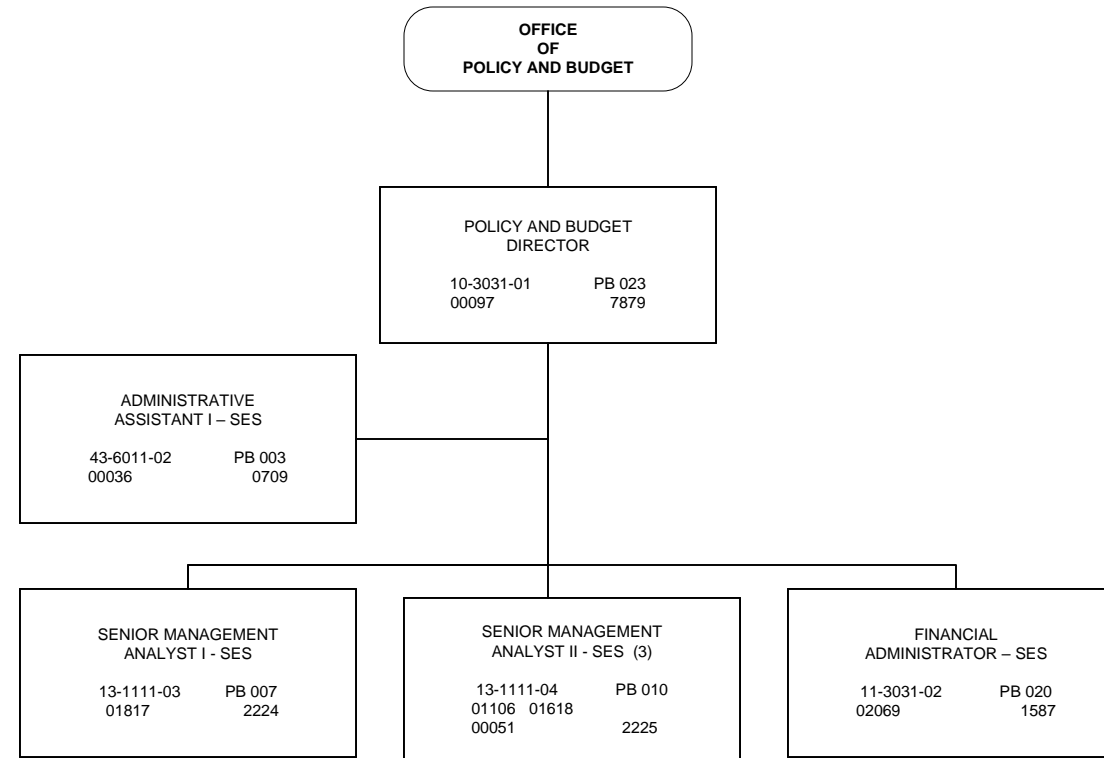 OFFICE
OF
POLICY AND BUDGET
POLICY AND BUDGET
DIRECTOR
10-3031-01 PB 023
00097 7879
ADMINISTRATIVE
ASSISTANT I – SES
43-6011-02 PB 003
00036 0709
SENIOR MANAGEMENT
ANALYST I - SES
13-1111-03 PB 007
01817 2224
SENIOR MANAGEMENT
ANALYST II - SES (3)
13-1111-04 PB 010
01106 01618
00051 2225
FINANCIAL
ADMINISTRATOR – SES
11-3031-02 PB 020
02069 1587